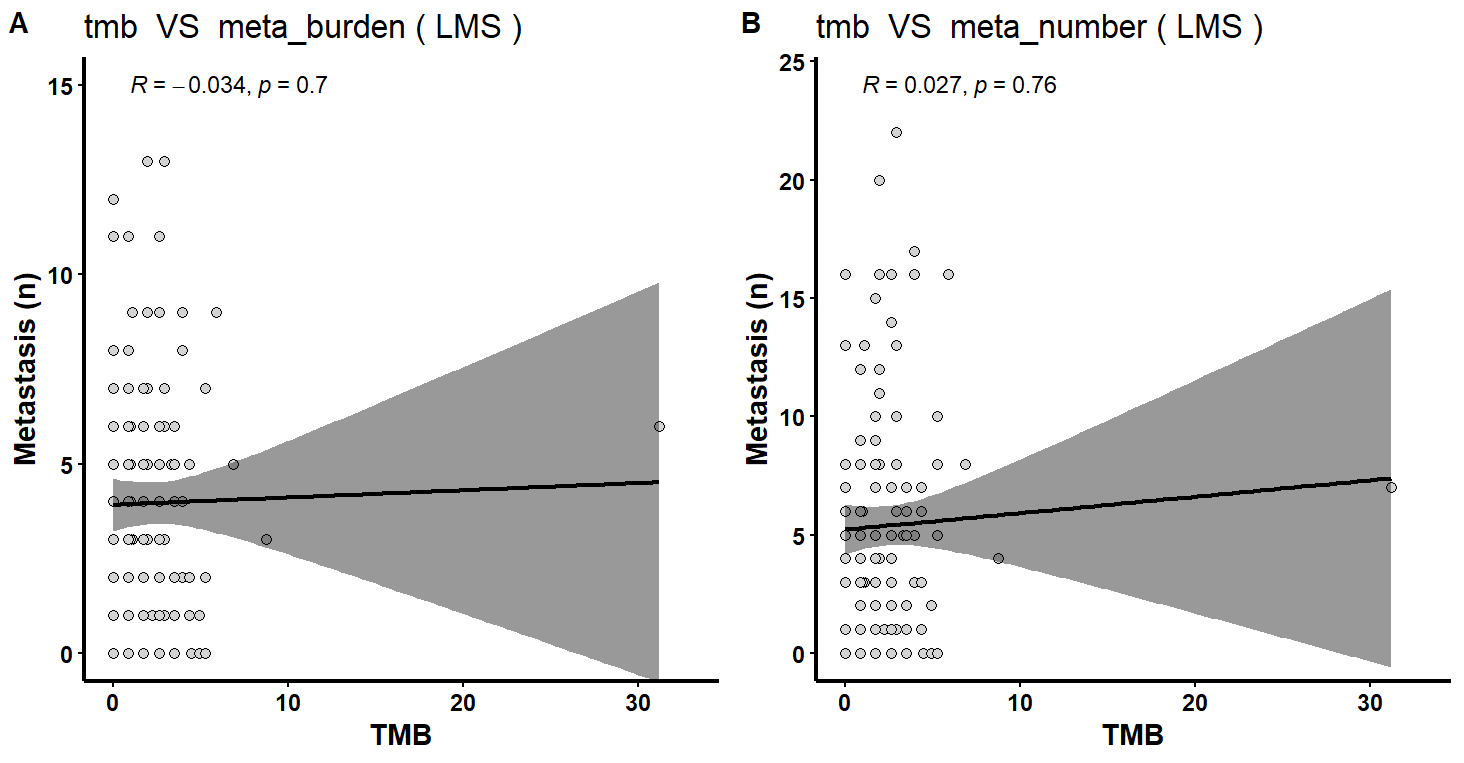 A
tmb VS meta_burden ( LMS )
R = −0.034, p = 0.7
15
10
5
0
Metastasis (n)
0 10 20 30
TMB
B
tmb VS meta_number ( LMS )
R = 0.027, p = 0.76
25
20
15
10
5
0
Metastasis (n)
0 10 20 30
TMB